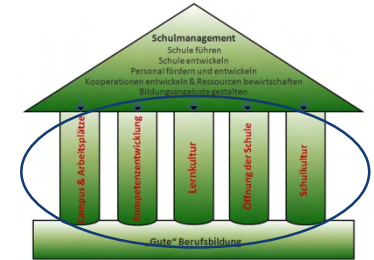 Schulmanagement
Schule führen
Schule entwickeln
Personal fördern und entwickeln
Kooperationen entwickeln & Ressourcen bewirtschaften
Bildungsangebote gestalten
Campus & Arbeitsplätze
Kompetenzentwicklung
Lernkultur
Öffnung der Schule
Schulkultur
„Gute“ Berufsbildung